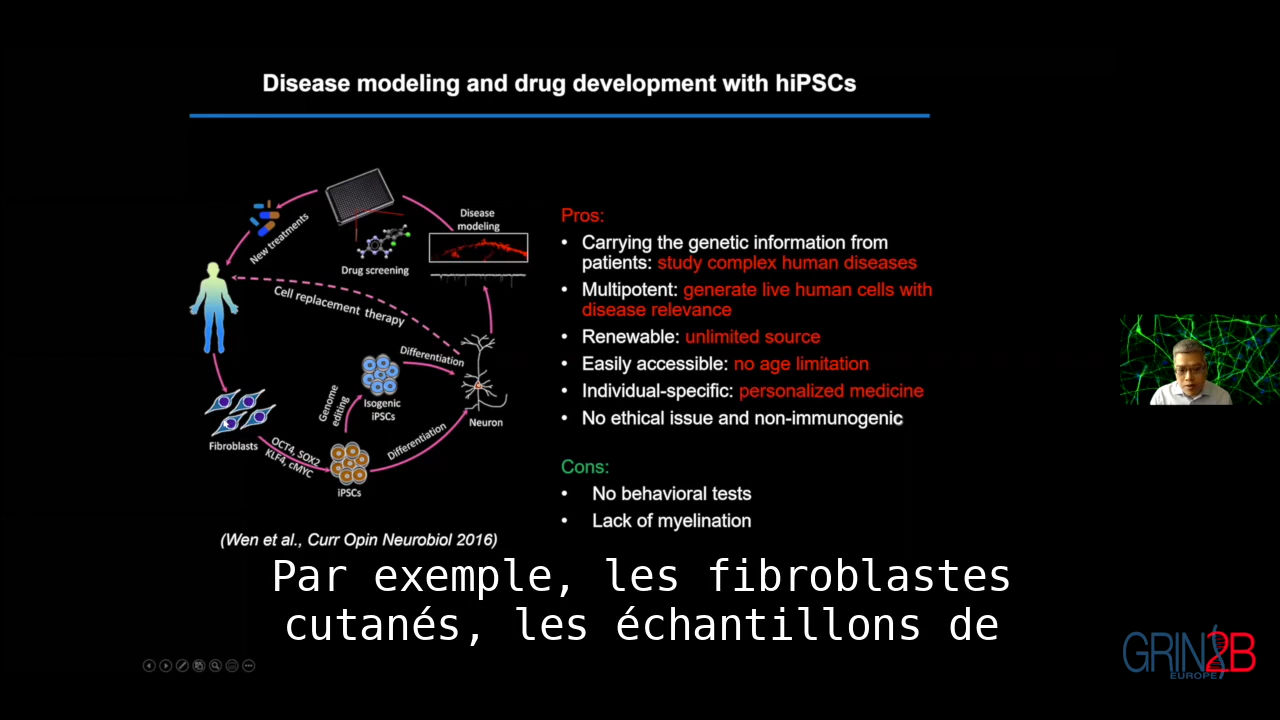 Disease modeling and drug development with hiPSCs
New treatments
Drug screening
Disease
modeling
Cell replacement therapy
Differentiation
Genome
editing
Isogenic
iPSCs
Neuron
Fibroblasts
OCT4, SOX2
KLF4, cMYC
Differentiation
iPSCs
(Wen et al., Curr Opin Neurobiol 2016)
Pros:
• Carrying the genetic information from
patients: study complex human diseases
• Multipotent: generate live human cells with
disease relevance
• Renewable: unlimited source
• Easily accessible: no age limitation
• Individual-specific: personalized medicine
• No ethical issue and non-immunogenic
Cons:
• No behavioral tests
• Lack of myelination
Par exemple, les fibroblastes
cutanés, les échantillons de
GRIN2B
EUROPE